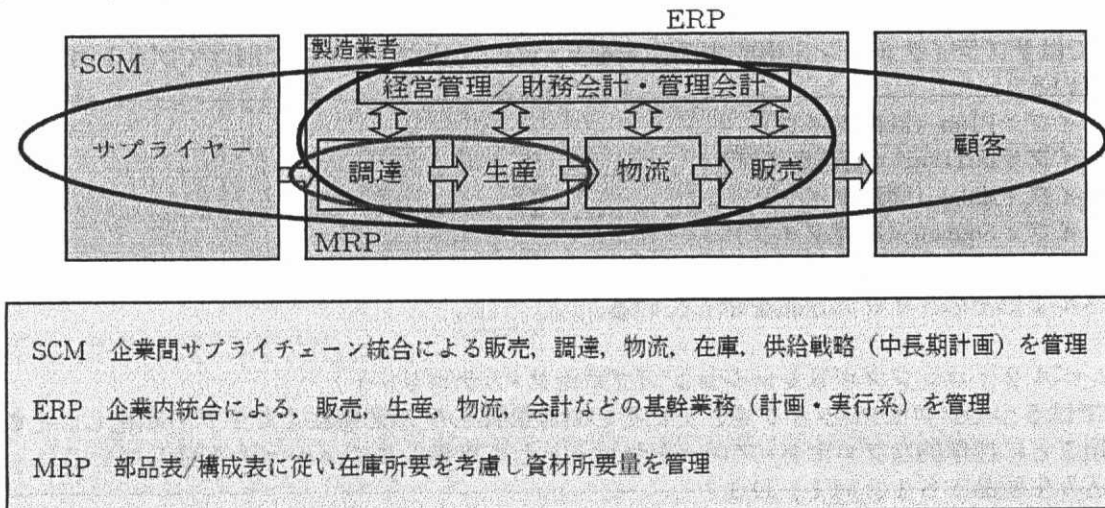 ERP
SCM
製造業者
経営管理／財務会計・管理会計
サプライヤー
調達
生産
物流
販売
顧客
MRP
SCM 企業間サプライチェーン統合による販売，調達，物流，在庫，供給戦略（中長期計画）を管理
ERP 企業内統合による，販売，生産，物流，会計などの基幹業務（計画・実行系）を管理
MRP 部品表/構成表に従い在庫所要を考慮し資材所要量を管理